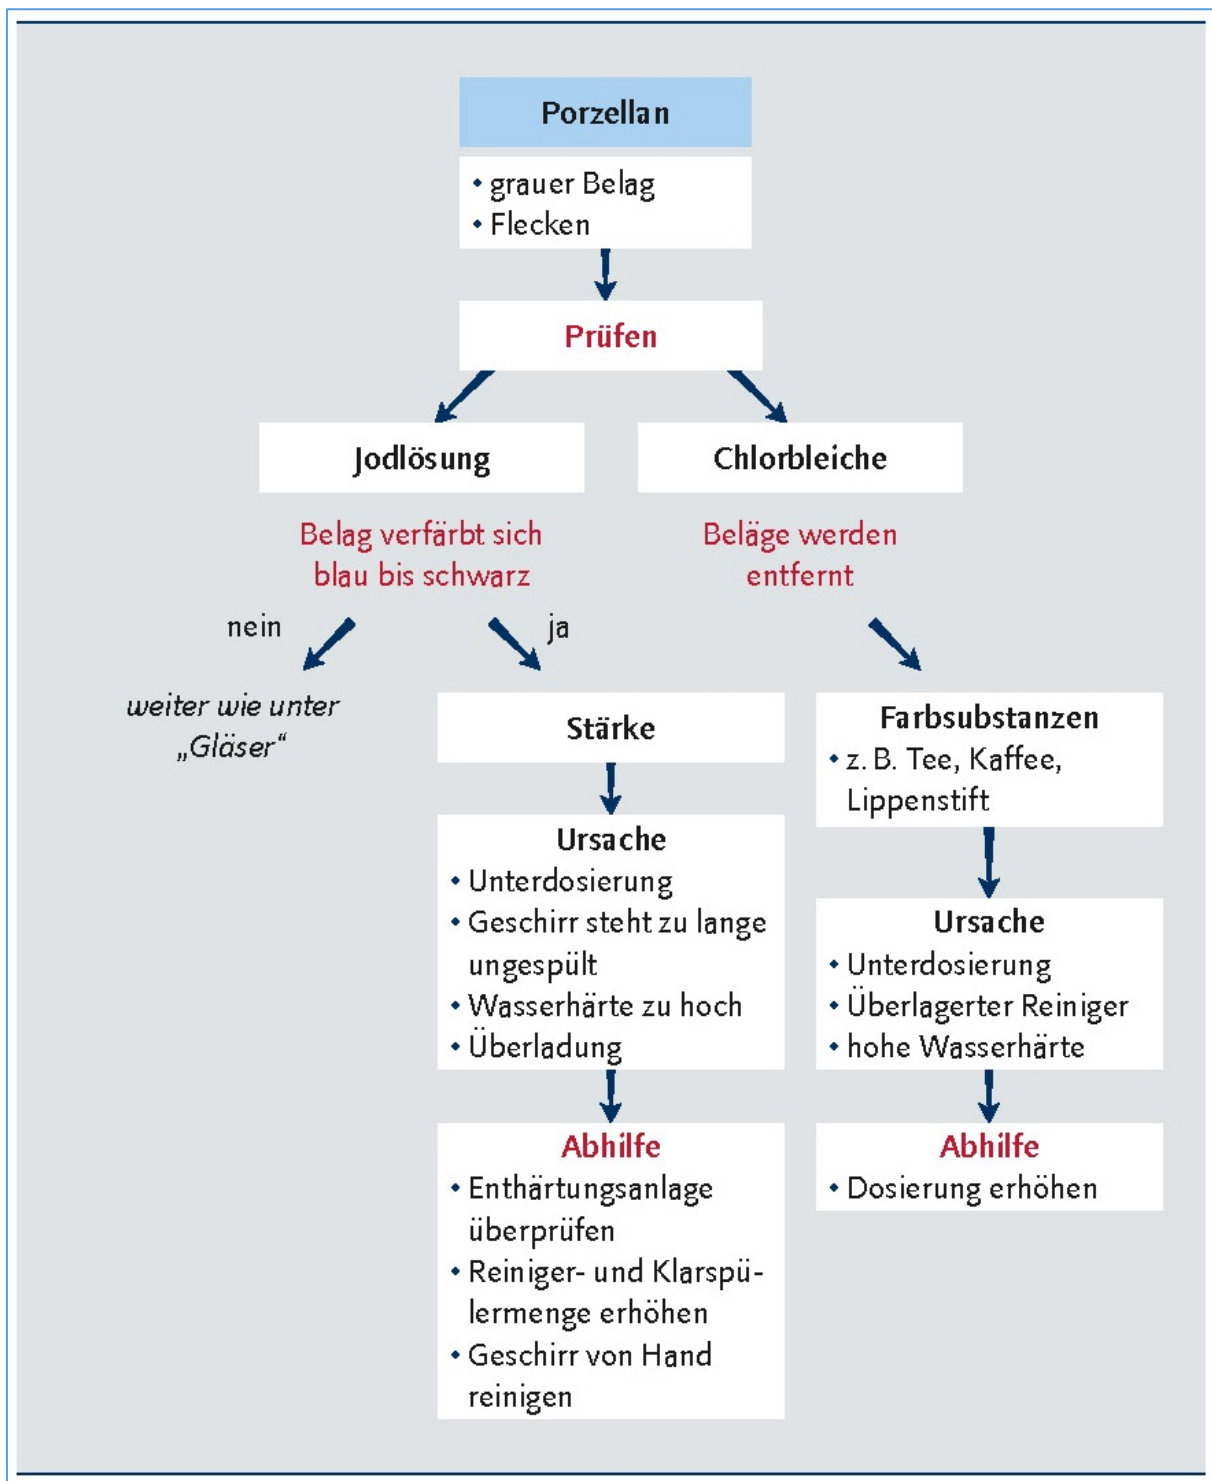 Porzellan
• grauer Belag
• Flecken
Prüfen
Jodlösung
Chlorbleiche
Belag verfärbt sich
blau bis schwarz
Beläge werden
entfernt
nein
ja
weiter wie unter
„Gläser“
Stärke
Farbsubstanzen
• z. B. Tee, Kaffee,
Lippenstift
Ursache
• Unterdosierung
• Geschirr steht zu lange
ungespült
• Wasserhärte zu hoch
• Überladung
Ursache
• Unterdosierung
• Überlagerter Reiniger
• hohe Wasserhärte
Abhilfe
• Enthärtungsanlage
überprüfen
• Reiniger- und Klarspü-
lermenge erhöhen
• Geschirr von Hand
reinigen
Abhilfe
• Dosierung erhöhen